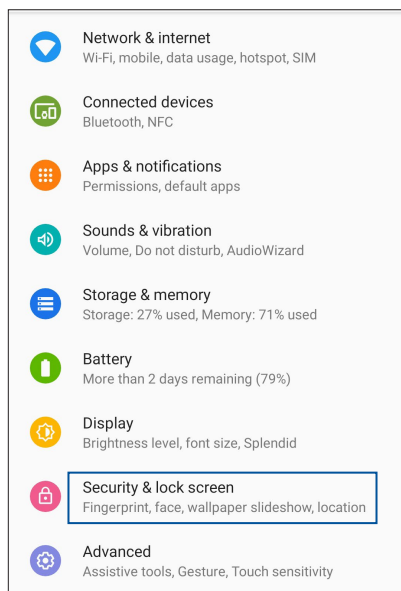 Network & internet
Wi-Fi, mobile, data usage, hotspot, SIM
Connected devices
Bluetooth, NFC
Apps & notifications
Permissions, default apps
Sounds & vibration
Volume, Do not disturb, AudioWizard
Storage & memory
Storage: 27% used, Memory: 71% used
Battery
More than 2 days remaining (79%)
Display
Brightness level, font size, Splendid
Security & lock screen
Fingerprint, face, wallpaper slideshow, location
Advanced
Assistive tools, Gesture, Touch sensitivity